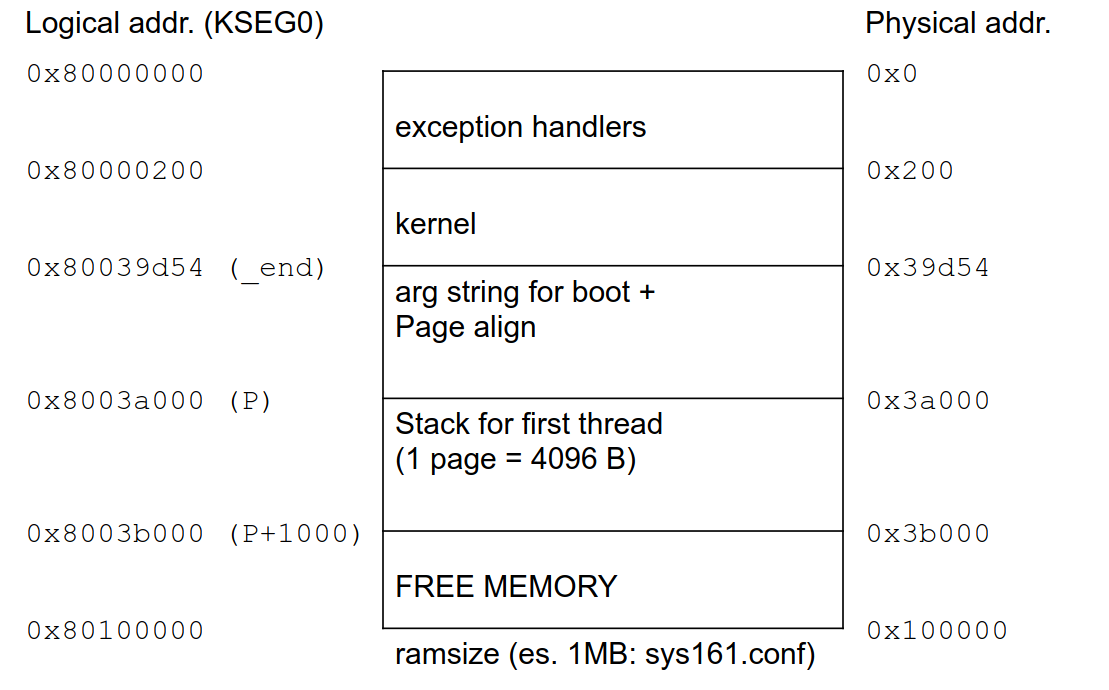 Logical addr. (KSEG0) Physical addr.
0x80000000 0x0
exception handlers
0x80000200 0x200
kernel
0x80039d54 (_end) 0x39d54
arg string for boot +
Page align
0x8003a000 (P) 0x3a000
Stack for first thread
(1 page = 4096 B)
0x8003b000 (P+1000) 0x3b000
FREE MEMORY
0x80100000 0x100000
ramsize (es. 1MB: sys161.conf)